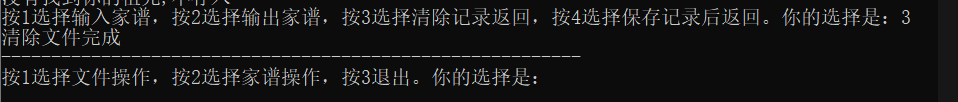 按1选择输入家谱，按2选择输出家谱，按3选择清除记录返回，按4选择保存记录后返回。你的选择是：3
清除文件完成
----------------------------------------------------------
按1选择文件操作，按2选择家谱操作，按3退出。你的选择是：